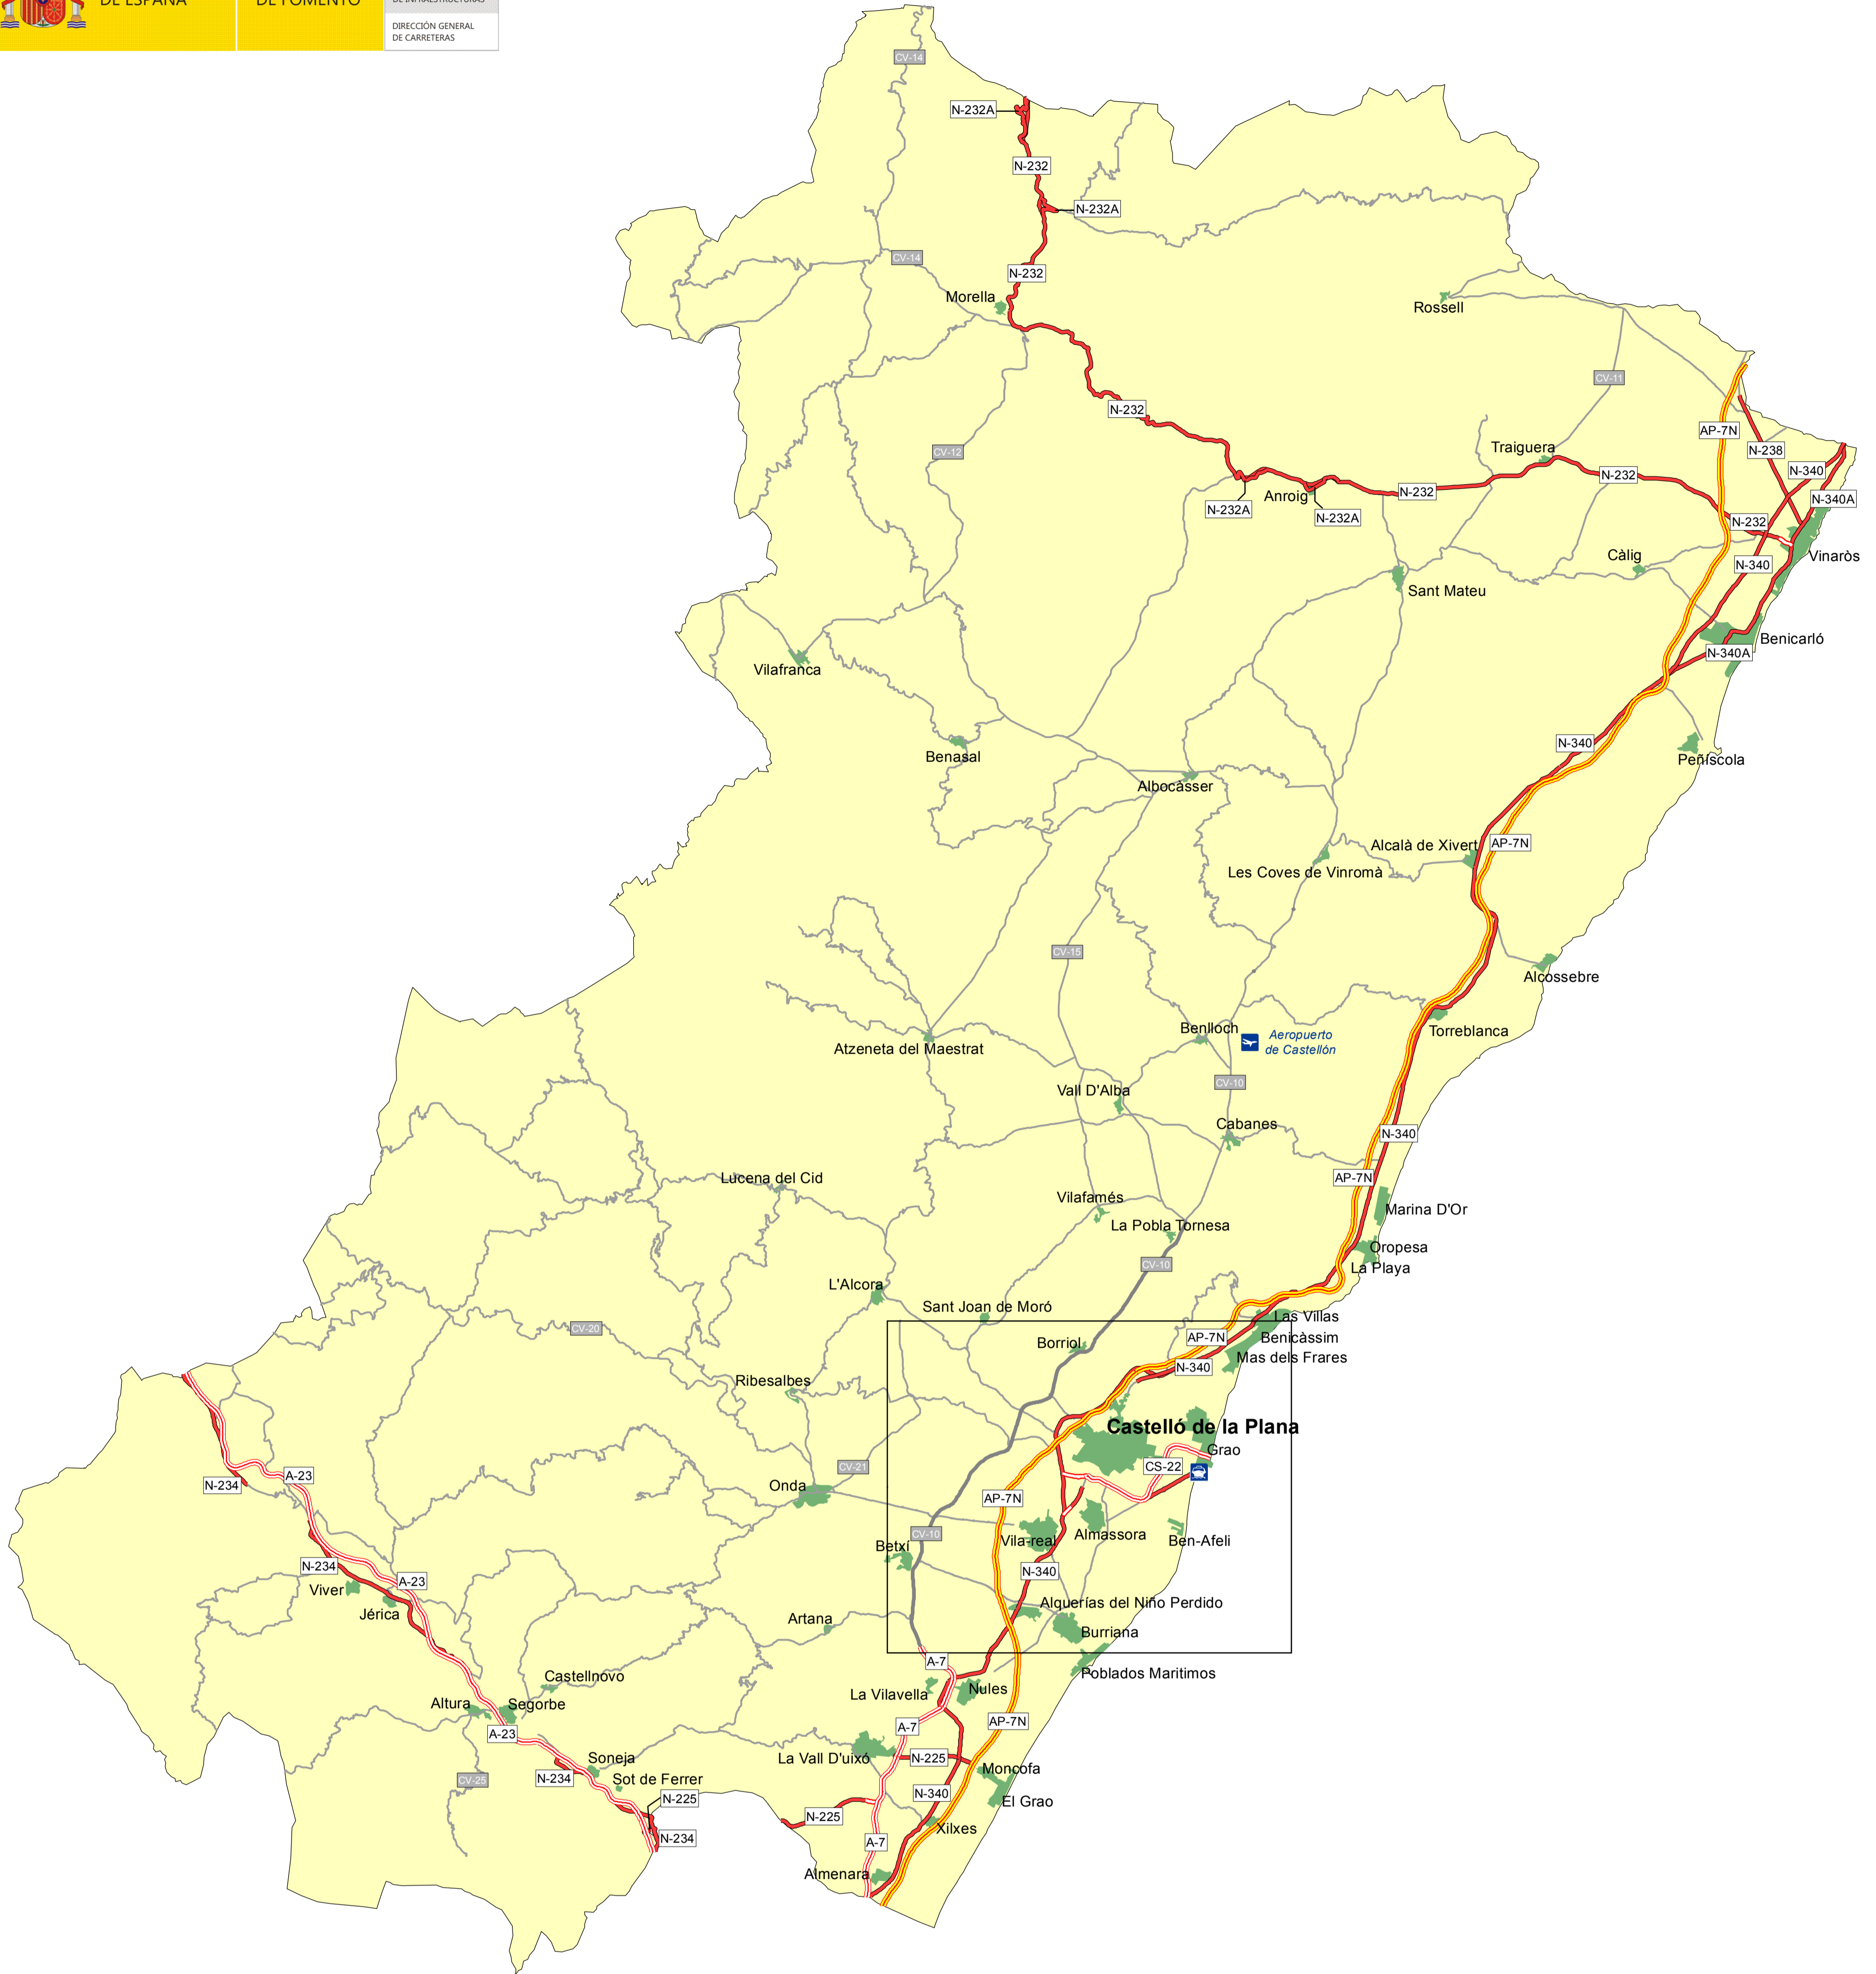 DE ESPAÑA
DE FOMENTO
DE INFRAESTRUCTURAS
DIRECCIÓN GENERAL
DE CARRETERAS
CV-14
N-232A
N-232
N-232A
CV-14
N-232
Morella
Rossell
CV-11
N-232
AP-7N
N-238
Traiguera
CV-12
N-340
N-232
N-232
Anroig
N-340A
N-232A
N-232A
N-232
Vinaròs
Càlig
N-340
Sant Mateu
Benicarló
N-340A
Vilafranca
N-340
Benasal
Peñíscola
Albocásser
Alcalà de Xivert
AP-7N
Les Coves de Vinromà
CV-15
Alcossebre
Benlloch
Torreblanca
Aeropuerto
de Castellón
Atzeneta del Maestrat
CV-10
Vall D'Alba
Cabanes
N-340
Lucena del Cid
AP-7N
Vilafamés
Marina D'Or
La Pobla Tornesa
Oropesa
CV-10
La Playa
L'Alcora
Sant Joan de Moró
Las Villas
CV-20
AP-7N
Benicàssim
Borriol
Mas dels Frares
N-340
Ribesalbes
Castelló de la Plana
Grao
CS-22
CV-21
A-23
N-234
Onda
AP-7N
CV-10
Almassora
Vila-real
Ben-Afeli
Betxí
N-234
N-340
A-23
Viver
Jérica
Alquerías del Niño Perdido
Artana
Burriana
A-7
Poblados Maritimos
Castellnovo
Nules
La Vilavella
Altura
Segorbe
AP-7N
A-7
A-23
La Vall D'uixó
N-225
Soneja
Moncofa
N-234
Sot de Ferrer
CV-25
N-340
N-225
El Grao
N-225
Xilxes
N-234
A-7
Almenara